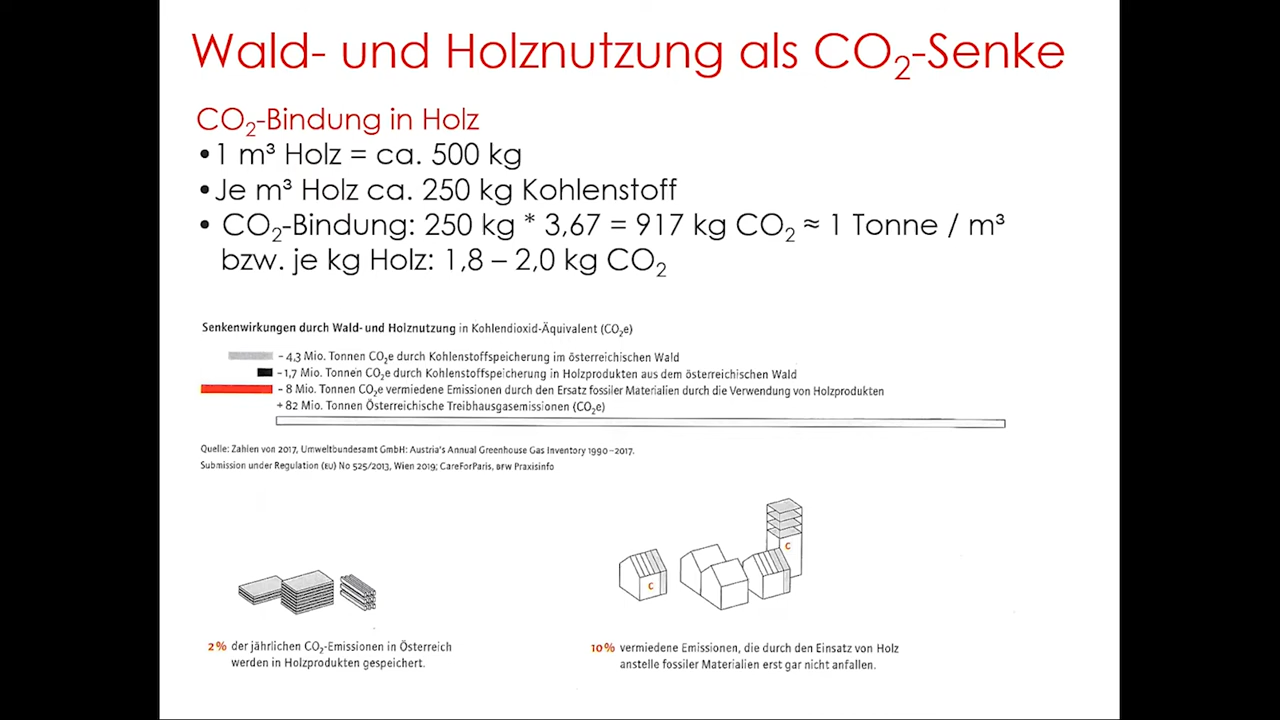 Wald- und Holznutzung als CO₂-Senke
CO₂-Bindung in Holz
•1 m³ Holz = ca. 500 kg
•Je m³ Holz ca. 250 kg Kohlenstoff
• CO₂-Bindung: 250 kg * 3,67 = 917 kg CO₂ ≈ 1 Tonne / m³
bzw. je kg Holz: 1,8 – 2,0 kg CO₂
Senkenwirkungen durch Wald- und Holznutzung in Kohlendioxid-Äquivalent (CO₂e)
– 4,3 Mio. Tonnen CO₂e durch Kohlenstoffspeicherung im österreichischen Wald
– 1,7 Mio. Tonnen CO₂e durch Kohlenstoffspeicherung in Holzprodukten aus dem österreichischen Wald
– 8 Mio. Tonnen CO₂e vermiedene Emissionen durch den Ersatz fossiler Materialien durch die Verwendung von Holzprodukten
+ 82 Mio. Tonnen Österreichische Treibhausgasemissionen (CO₂e)
Quelle: Zahlen von 2017, Umweltbundesamt GmbH: Austria's Annual Greenhouse Gas Inventory 1990–2017.
Submission under Regulation (EU) No 525/2013, Wien 2019; CareForParis, BFW Praxisinfo
C
C
2% der jährlichen CO₂-Emissionen in Österreich
werden in Holzprodukten gespeichert.
10% vermiedene Emissionen, die durch den Einsatz von Holz
anstelle fossiler Materialien erst gar nicht anfallen.